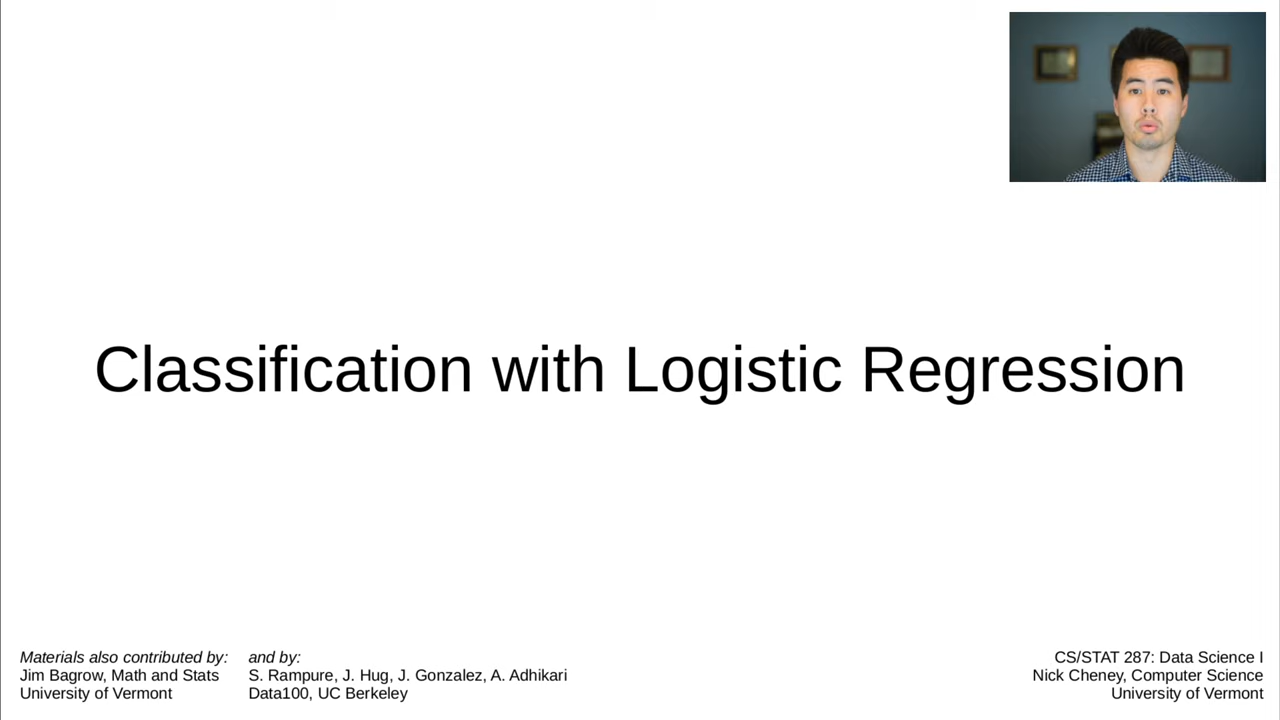 Classification with Logistic Regression
Materials also contributed by:
Jim Bagrow, Math and Stats
University of Vermont
and by:
S. Rampure, J. Hug, J. Gonzalez, A. Adhikari
Data100, UC Berkeley
CS/STAT 287: Data Science I
Nick Cheney, Computer Science
University of Vermont